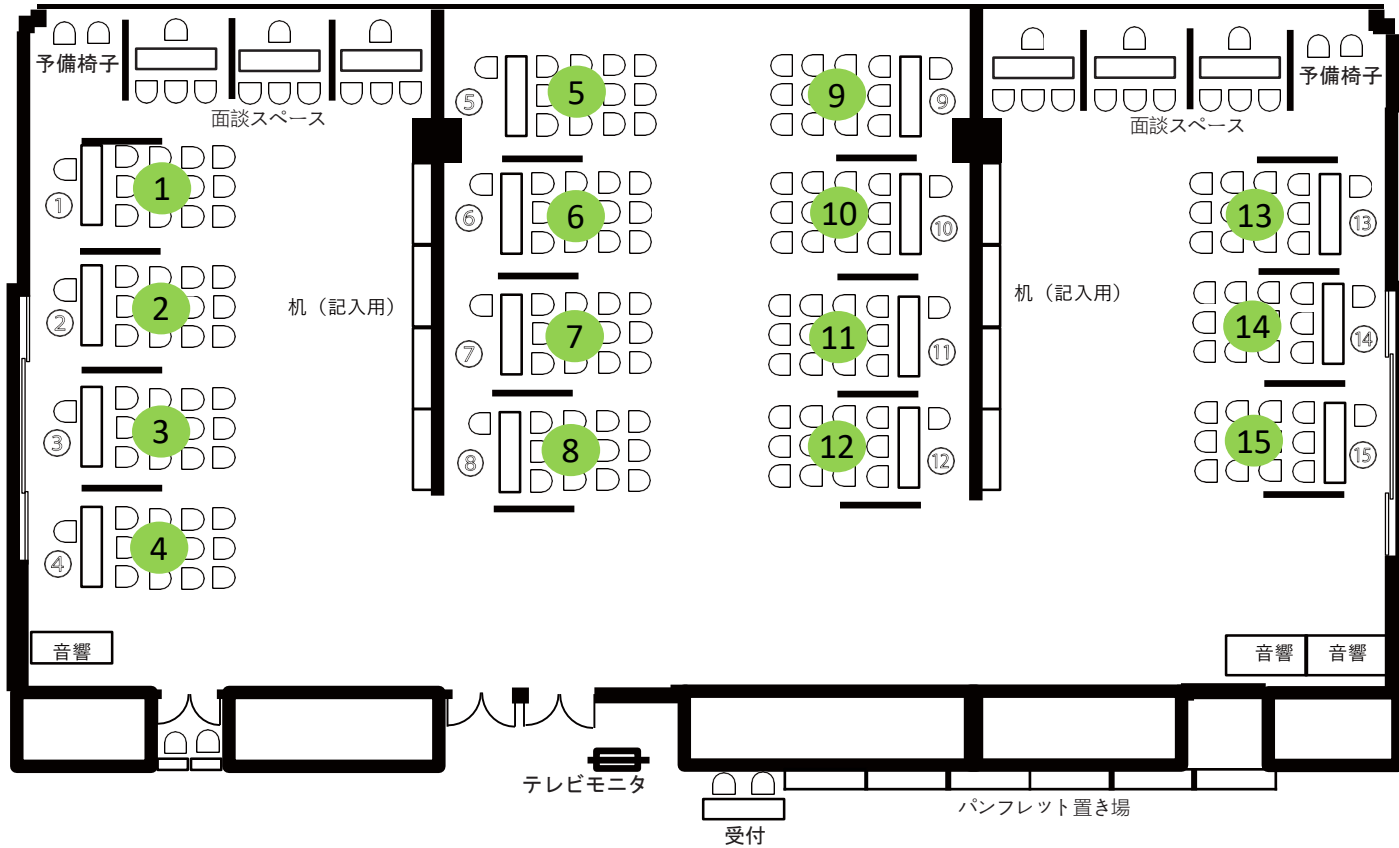 予備椅子
面談スペース
5
⑤
9
⑨
予備椅子
面談スペース
1
①
6
⑥
10
⑩
13
⑬
2
②
机（記入用）
7
⑦
11
⑪
机（記入用）
14
⑭
3
③
8
⑧
12
⑫
15
⑮
4
④
音響
音響
音響
テレビモニタ
パンフレット置き場
受付